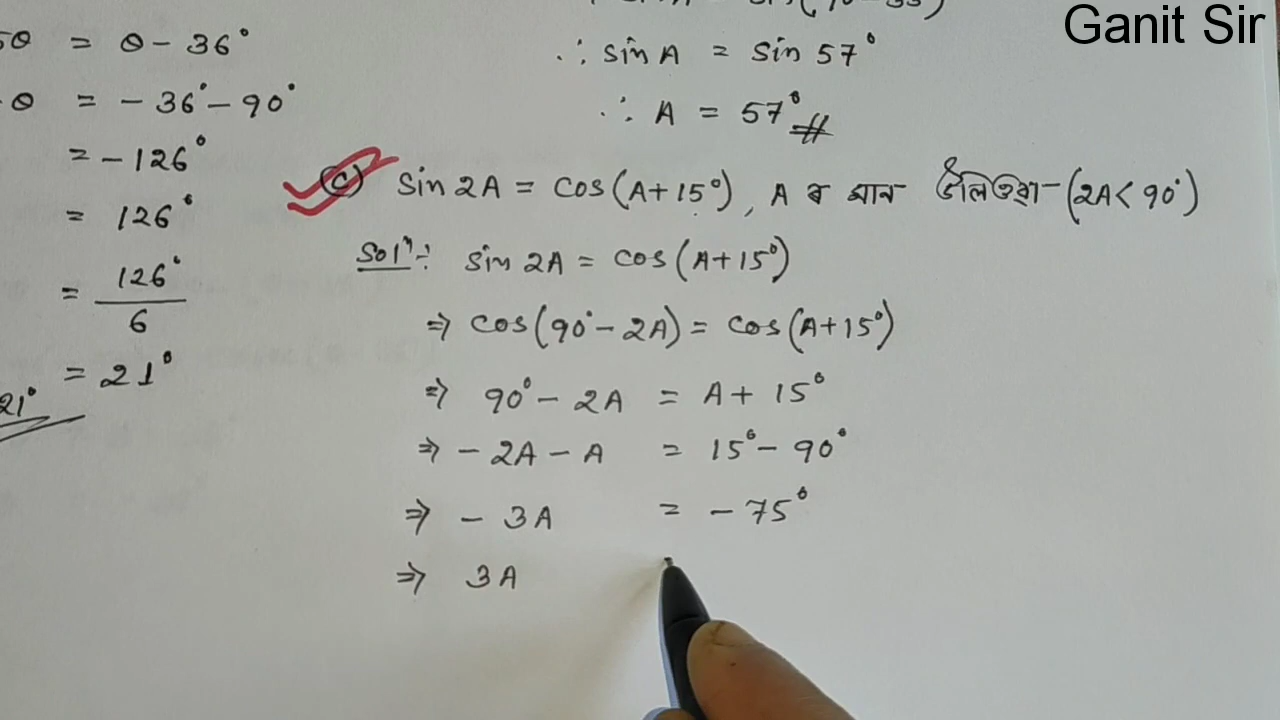 Ganit Sir
∴ sin A = sin 57°
∴ A = 57°
5θ = θ - 36°
θ = - 36° - 90°
= - 126°
= 126°
= 126° / 6
= 21°
21°
(c) sin 2A = cos(A + 15°), A ৰ মান উলিওৱা - (2A < 90°)
Solⁿ :- sin 2A = cos(A + 15°)
⇒ cos(90° - 2A) = cos(A + 15°)
⇒ 90° - 2A = A + 15°
⇒ - 2A - A = 15° - 90°
⇒ - 3A = - 75°
⇒ 3A